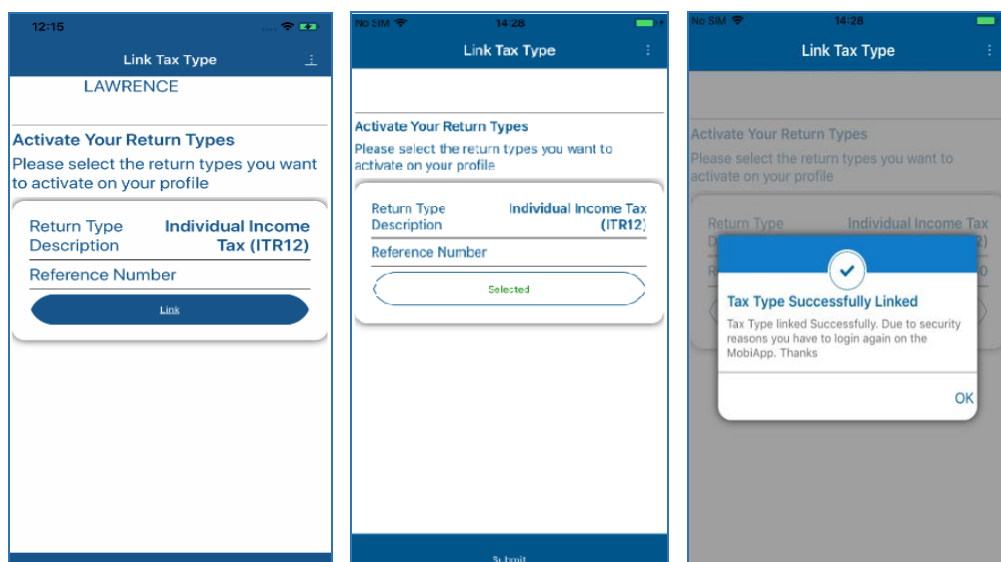 12:15
Link Tax Type
LAWRENCE
Activate Your Return Types
Please select the return types you want
to activate on your profile
Return Type Individual Income
Description Tax (ITR12)
Reference Number
Link
No SIM 14:28
Link Tax Type
Activate Your Return Types
Please select the return types you want to
activate on your profile
Return Type Individual Income Tax
Description (ITR12)
Reference Number
Selected
Submit
No SIM 14:28
Link Tax Type
Activate Your Return Types
Please select the return types you want to
activate on your profile
Return Type Individual Income Tax
Tax Type Successfully Linked
Tax Type linked Successfully. Due to security
reasons you have to login again on the
MobiApp. Thanks
OK